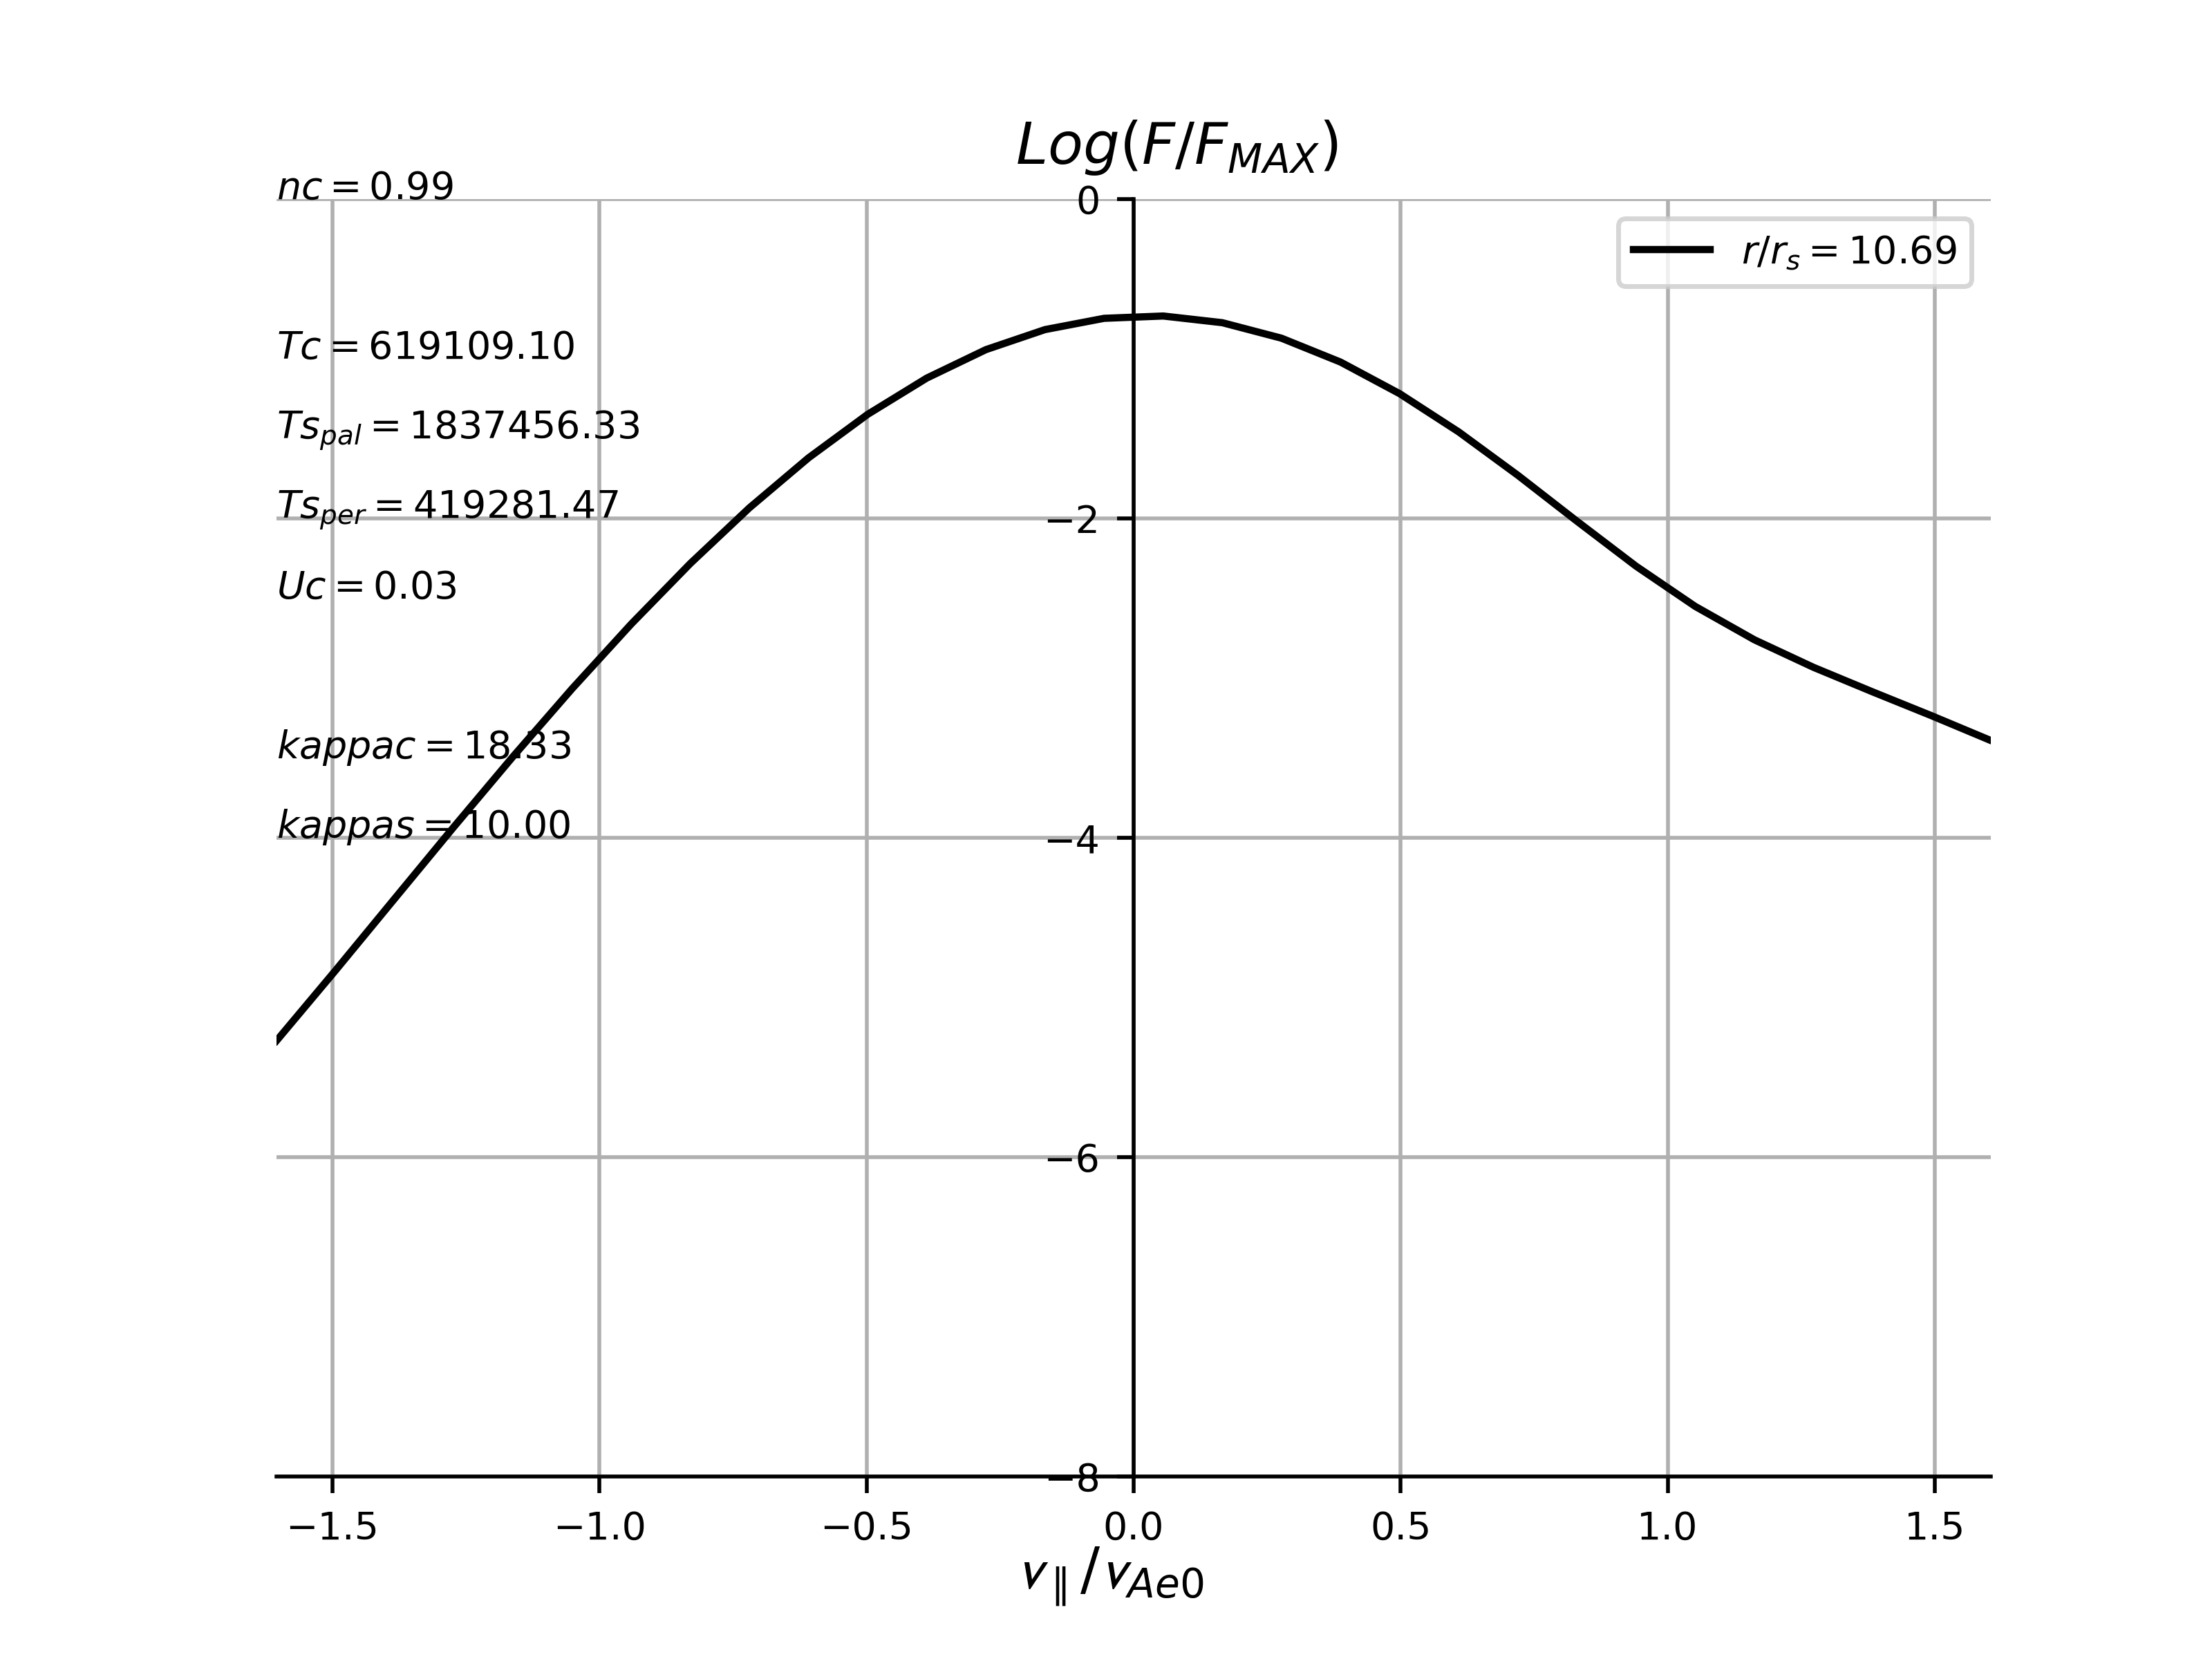 Log(F/F_MAX)
nc = 0.99
0
r/r_s = 10.69
Tc = 619109.10
Ts_pal = 1837456.33
Ts_per = 419281.47
−2
Uc = 0.03
kappac = 18.33
kappas = 10.00
−4
−6
−8
−1.5 −1.0 −0.5 0.0 0.5 1.0 1.5
v_∥/v_Ae0